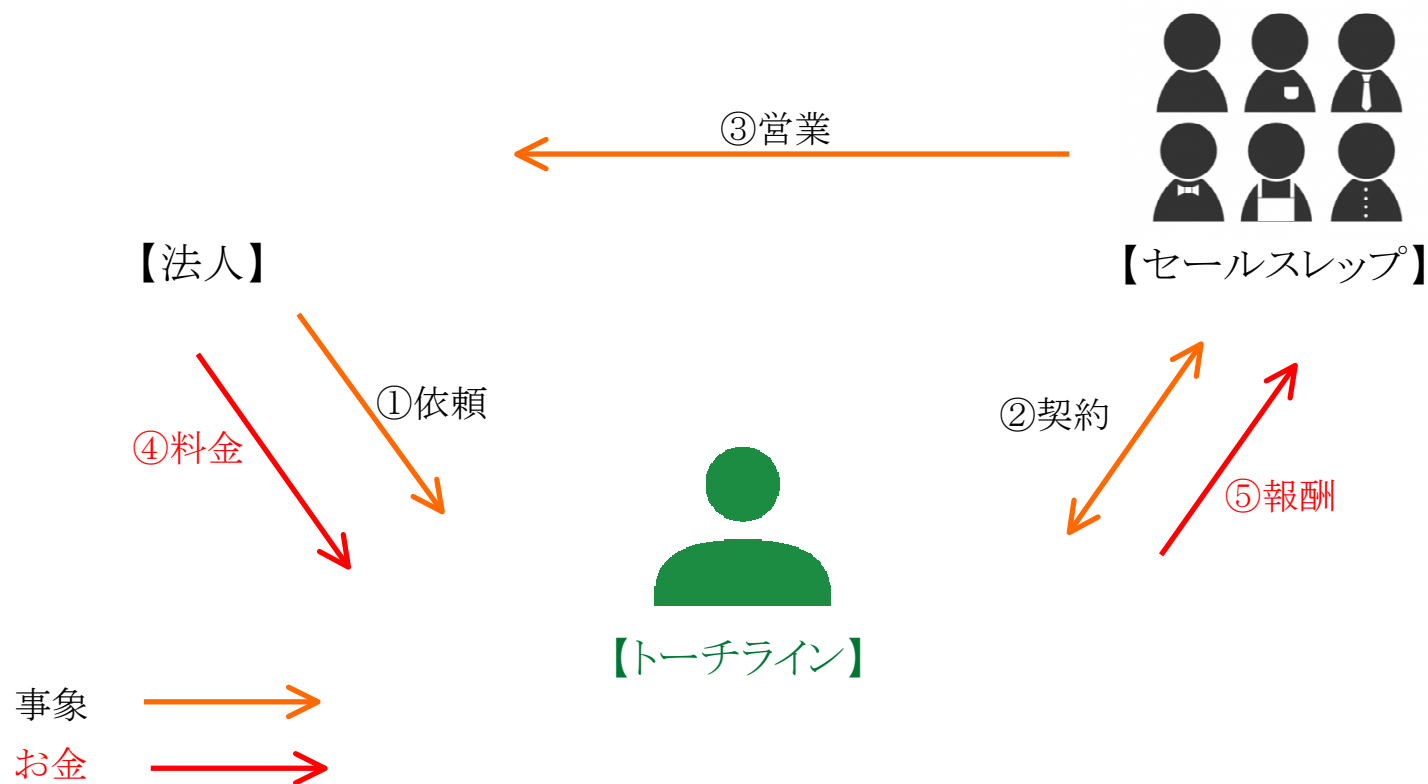 ③営業
【法人】
【セールスレップ】
①依頼
②契約
④料金
⑤報酬
【トーチライン】
事象
お金